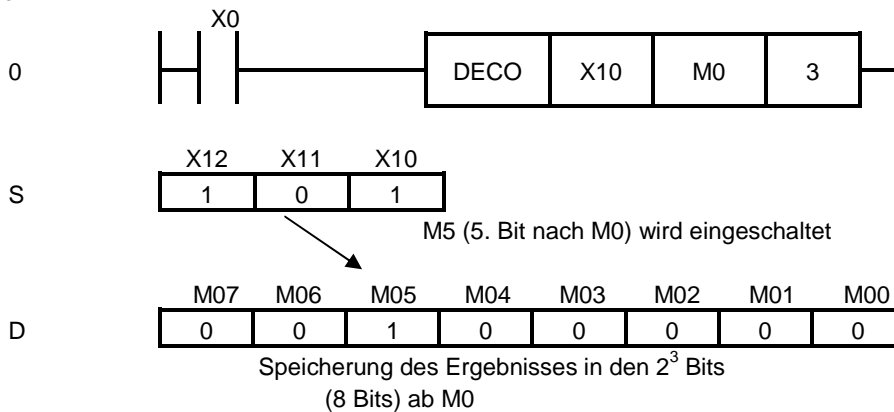 X0
0 DECO X10 M0 3
X12 X11 X10
S 1 0 1
M5 (5. Bit nach M0) wird eingeschaltet
M07 M06 M05 M04 M03 M02 M01 M00
D 0 0 1 0 0 0 0 0
Speicherung des Ergebnisses in den 2³ Bits
(8 Bits) ab M0